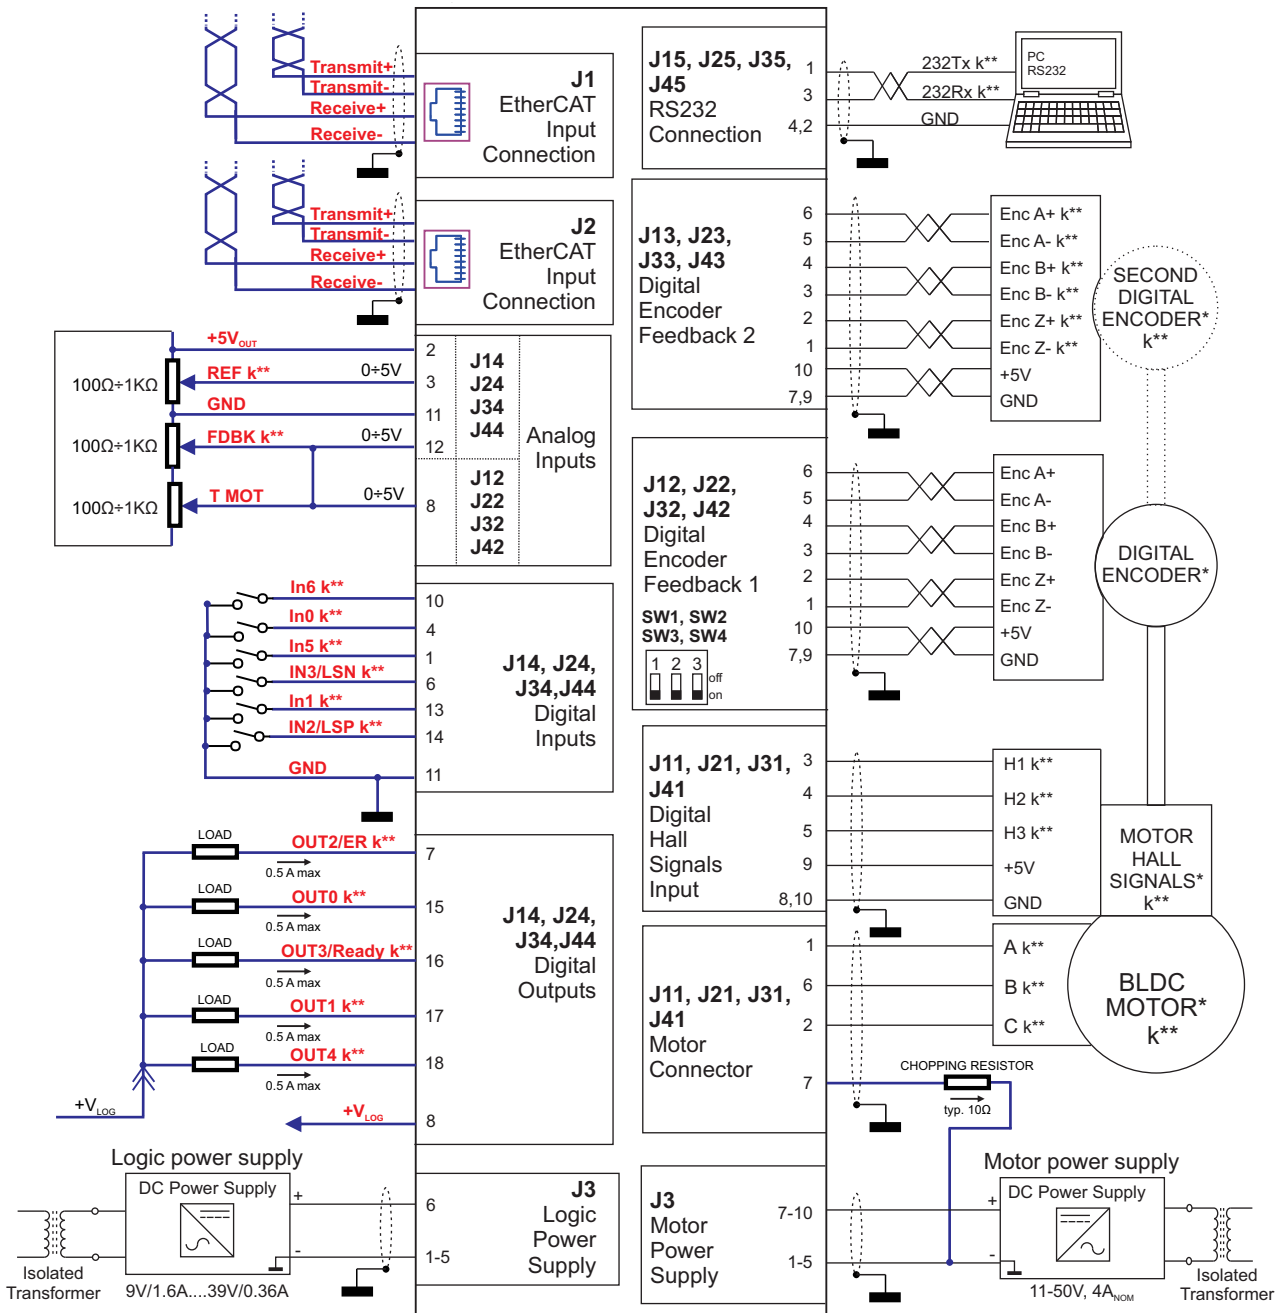 Transmit+
Transmit-
Receive+
Receive-
J1
EtherCAT
Input
Connection
Transmit+
Transmit-
Receive+
Receive-
J2
EtherCAT
Input
Connection
+5VOUT
2
100Ω÷1KΩ
REF k**
0÷5V
3
GND
11
100Ω÷1KΩ
FDBK k**
0÷5V
12
100Ω÷1KΩ
T MOT
0÷5V
8
J14
J24
J34
J44
J12
J22
J32
J42
Analog
Inputs
In6 k**
10
In0 k**
4
In5 k**
1
IN3/LSN k**
6
In1 k**
13
IN2/LSP k**
14
GND
11
J14, J24,
J34,J44
Digital
Inputs
LOAD
OUT2/ER k**
7
0.5 A max
LOAD
OUT0 k**
15
0.5 A max
LOAD
OUT3/Ready k**
16
0.5 A max
LOAD
OUT1 k**
17
0.5 A max
LOAD
OUT4 k**
18
0.5 A max
+VLOG
+VLOG
8
J14, J24,
J34,J44
Digital
Outputs
Logic power supply
DC Power Supply
+
-
Isolated
Transformer
9V/1.6A....39V/0.36A
6
1-5
J3
Logic
Power
Supply
J15, J25, J35,
J45
RS232
Connection
1
3
4,2
232Tx k**
232Rx k**
GND
PC
RS232
J13, J23,
J33, J43
Digital
Encoder
Feedback 2
6
5
4
3
2
1
10
7,9
Enc A+ k**
Enc A- k**
Enc B+ k**
Enc B- k**
Enc Z+ k**
Enc Z- k**
+5V
GND
SECOND
DIGITAL
ENCODER*
k**
J12, J22,
J32, J42
Digital
Encoder
Feedback 1
SW1, SW2
SW3, SW4
1 2 3
off
on
6
5
4
3
2
1
10
7,9
Enc A+
Enc A-
Enc B+
Enc B-
Enc Z+
Enc Z-
+5V
GND
DIGITAL
ENCODER*
J11, J21, J31,
J41
Digital
Hall
Signals
Input
3
4
5
9
8,10
H1 k**
H2 k**
H3 k**
+5V
GND
MOTOR
HALL
SIGNALS*
k**
J11, J21, J31,
J41
Motor
Connector
1
6
2
7
A k**
B k**
C k**
BLDC
MOTOR*
k**
CHOPPING RESISTOR
typ. 10Ω
J3
Motor
Power
Supply
7-10
1-5
Motor power supply
DC Power Supply
+
-
11-50V, 4ANOM
Isolated
Transformer